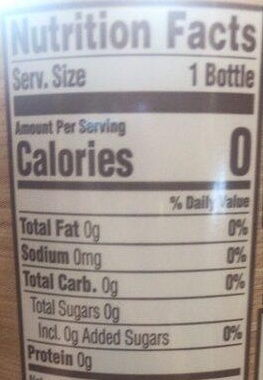 Nutrition Facts
Serv. Size 1 Bottle
Amount Per Serving
Calories 0
% Daily Value
Total Fat 0g 0%
Sodium 0mg 0%
Total Carb. 0g 0%
Total Sugars 0g
Incl. 0g Added Sugars 0%
Protein 0g